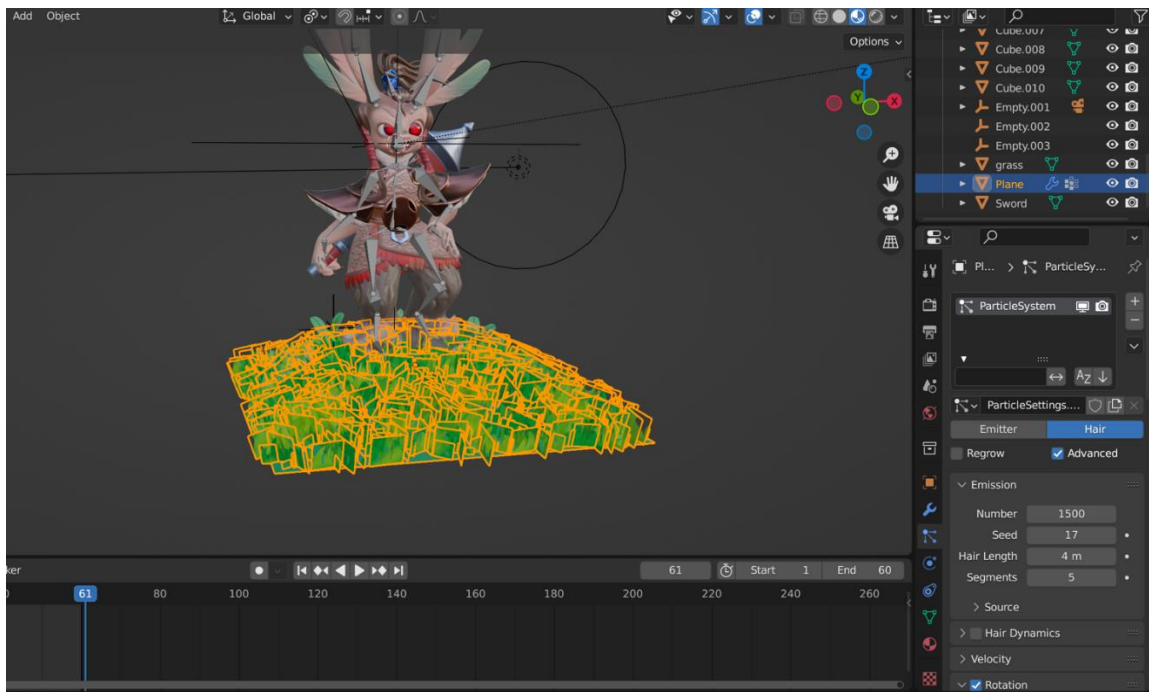 Add Object Global
Options
Cube.007
Cube.008
Cube.009
Cube.010
Empty.001
Empty.002
Empty.003
grass
Plane
Sword
X
Y
Z
Pl... > ParticleSy...
ParticleSystem
AZ
ParticleSettings....
Emitter Hair
Regrow Advanced
Emission
Number 1500
Seed 17
Hair Length 4 m
Segments 5
Source
Hair Dynamics
Velocity
Rotation
ker 61 Start 1 End 60
61 80 100 120 140 160 180 200 220 240 260